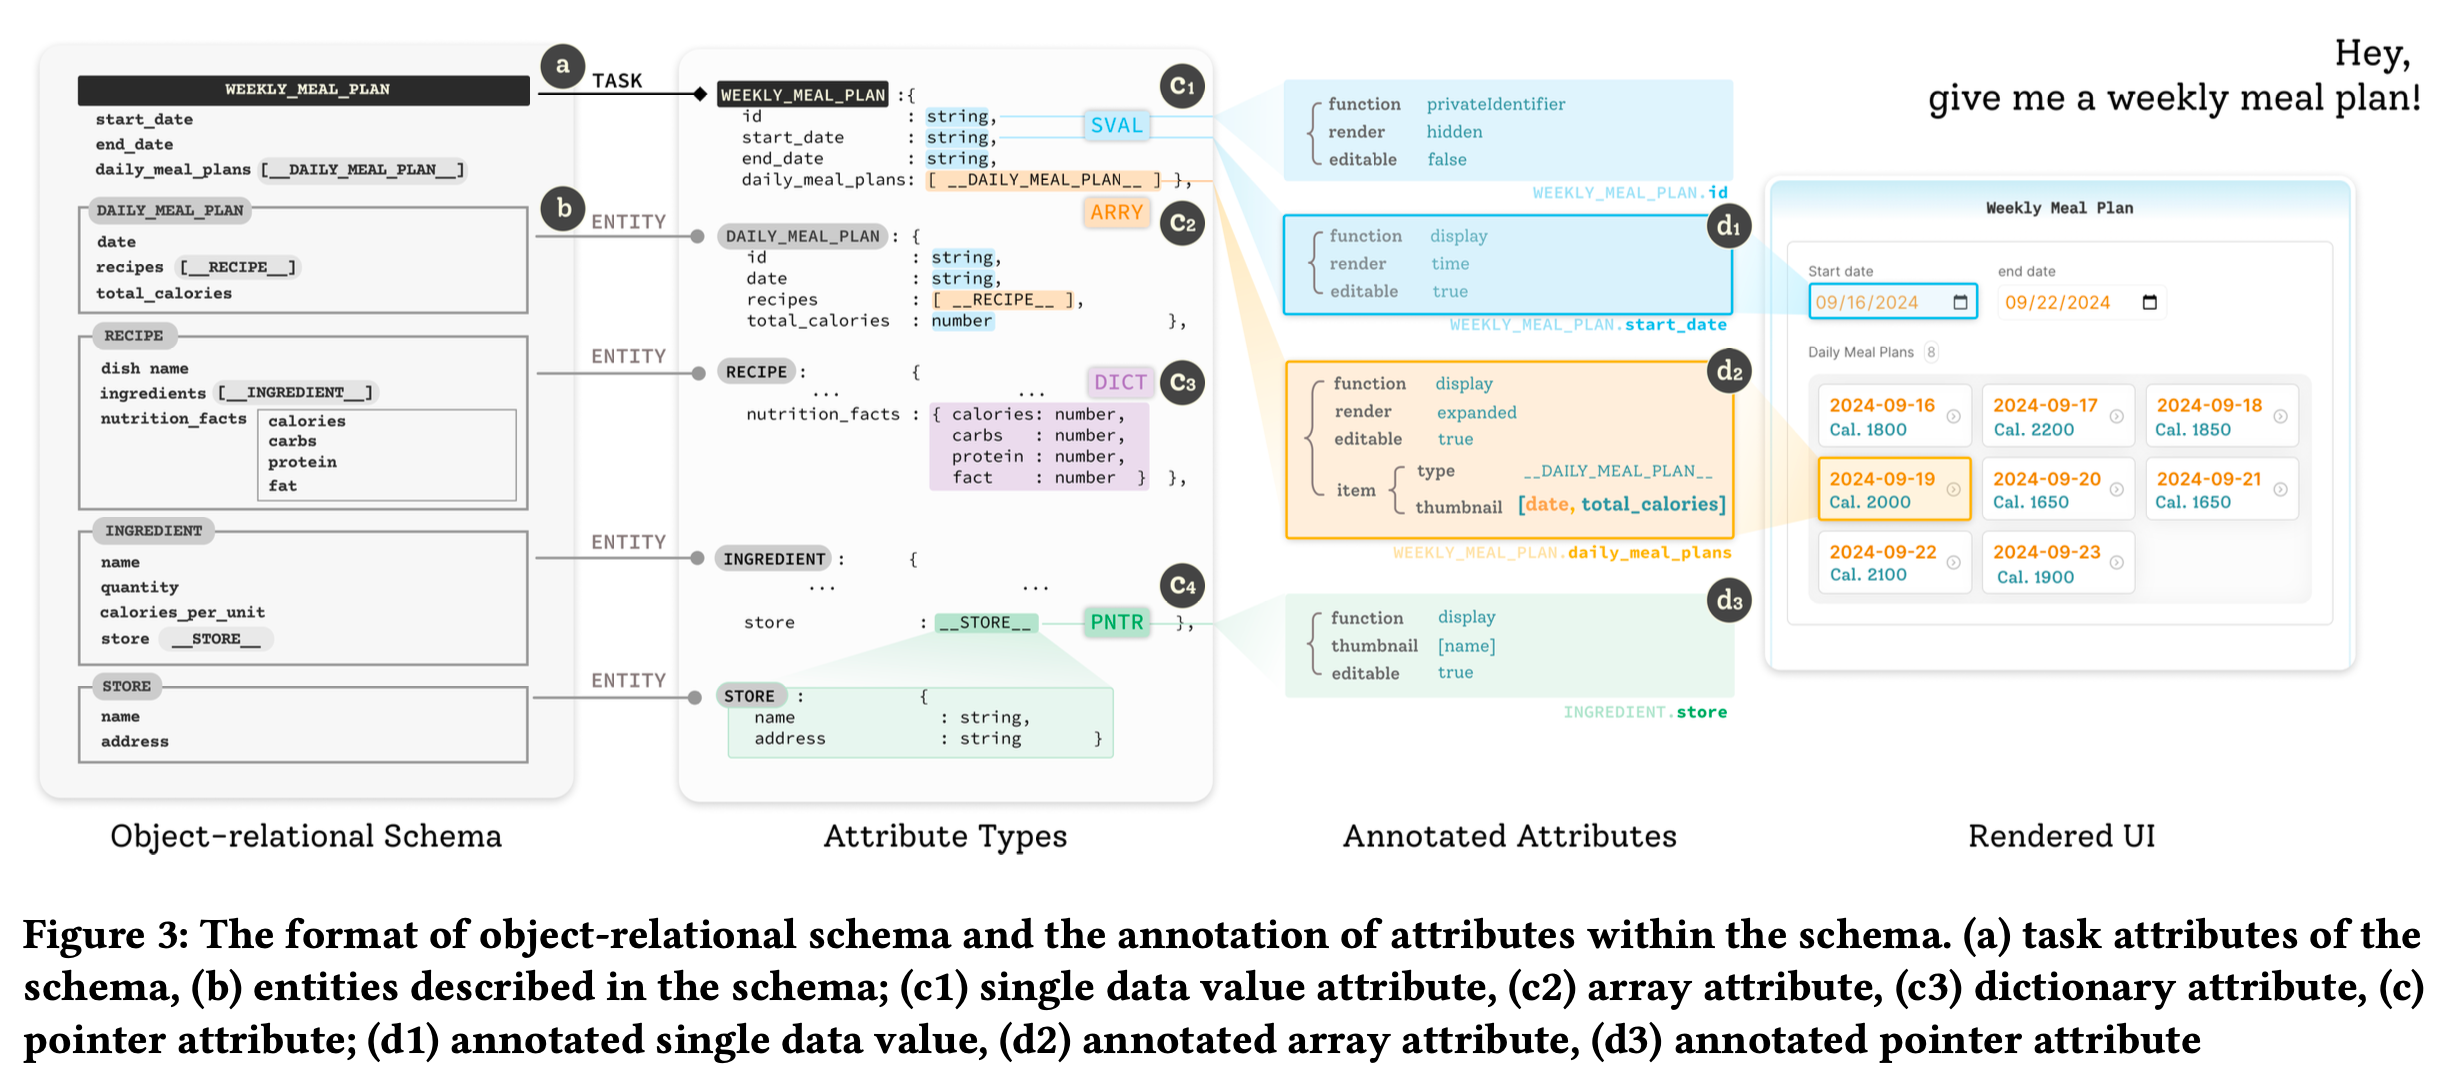 Hey,
give me a weekly meal plan!
a
WEEKLY_MEAL_PLAN
start_date
end_date
daily_meal_plans [__DAILY_MEAL_PLAN__]
b
DAILY_MEAL_PLAN
date
recipes [__RECIPE__]
total_calories
RECIPE
dish name
ingredients [__INGREDIENT__]
nutrition_facts
calories
carbs
protein
fat
INGREDIENT
name
quantity
calories_per_unit
store __STORE__
STORE
name
address
TASK
ENTITY
ENTITY
ENTITY
ENTITY
c1
WEEKLY_MEAL_PLAN :{
id : string,
SVAL
start_date : string,
end_date : string,
daily_meal_plans: [ __DAILY_MEAL_PLAN__ ] },
ARRY
c2
DAILY_MEAL_PLAN : {
id : string,
date : string,
recipes : [ __RECIPE__ ],
total_calories : number },
RECIPE : {
DICT
c3
... ...
nutrition_facts : { calories: number,
carbs : number,
protein : number,
fact : number } },
INGREDIENT : {
... ...
c4
store : __STORE__ PNTR },
STORE : {
name : string,
address : string }
function privateIdentifier
render hidden
editable false
WEEKLY_MEAL_PLAN.id
d1
function display
render time
editable true
WEEKLY_MEAL_PLAN.start_date
d2
function display
render expanded
editable true
item
type __DAILY_MEAL_PLAN__
thumbnail [date, total_calories]
WEEKLY_MEAL_PLAN.daily_meal_plans
d3
function display
thumbnail [name]
editable true
INGREDIENT.store
Weekly Meal Plan
Start date end date
09/16/2024 09/22/2024
Daily Meal Plans 8
2024-09-16 2024-09-17 2024-09-18
Cal. 1800 Cal. 2200 Cal. 1850
2024-09-19 2024-09-20 2024-09-21
Cal. 2000 Cal. 1650 Cal. 1650
2024-09-22 2024-09-23
Cal. 2100 Cal. 1900
Object-relational Schema
Attribute Types
Annotated Attributes
Rendered UI
Figure 3: The format of object-relational schema and the annotation of attributes within the schema. (a) task attributes of the
schema, (b) entities described in the schema; (c1) single data value attribute, (c2) array attribute, (c3) dictionary attribute, (c)
pointer attribute; (d1) annotated single data value, (d2) annotated array attribute, (d3) annotated pointer attribute